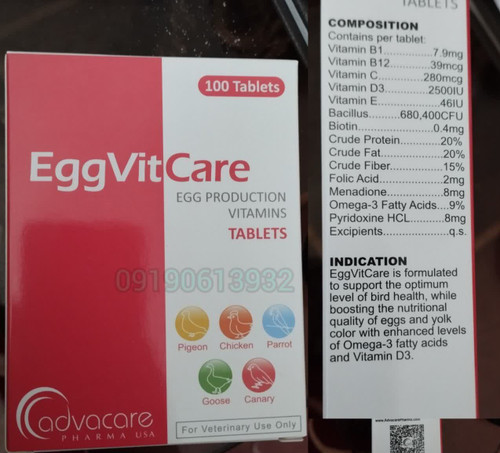 100 Tablets
EggVitCare
EGG PRODUCTION
VITAMINS
TABLETS
09190613932
Pigeon Chicken Parrot
Goose Canary
advacare
PHARMA USA
For Veterinary Use Only
TABLETS
COMPOSITION
Contains per tablet:
Vitamin B1..................7.9mg
Vitamin B12................39mcg
Vitamin C..................280mcg
Vitamin D3................2500IU
Vitamin E.....................46IU
Bacillus..............680,400CFU
Biotin..........................0.4mg
Crude Protein...............20%
Crude Fat.....................20%
Crude Fiber..................15%
Folic Acid.....................2mg
Menadione...................8mg
Omega-3 Fatty Acids....9%
Pyridoxine HCL............8mg
Excipients.....................q.s.
INDICATION
EggVitCare is formulated
to support the optimum
level of bird health, while
boosting the nutritional
quality of eggs and yolk
color with enhanced levels
of Omega-3 fatty acids
and Vitamin D3.
www.AdvacarePharma.com